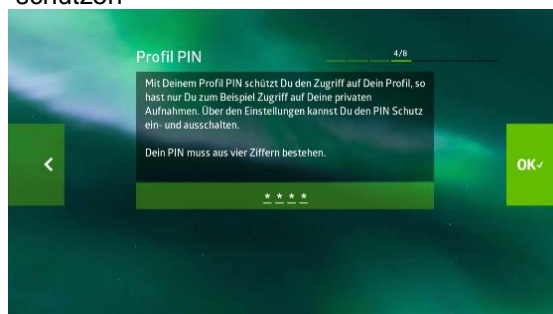 schützen
Profil PIN
4/8
Mit Deinem Profil PIN schützt Du den Zugriff auf Dein Profil, so
hast nur Du zum Beispiel Zugriff auf Deine privaten
Aufnahmen. Über den Einstellungen kannst Du den PIN Schutz
ein- und ausschalten.
Dein PIN muss aus vier Ziffern bestehen.
OK
* * * *